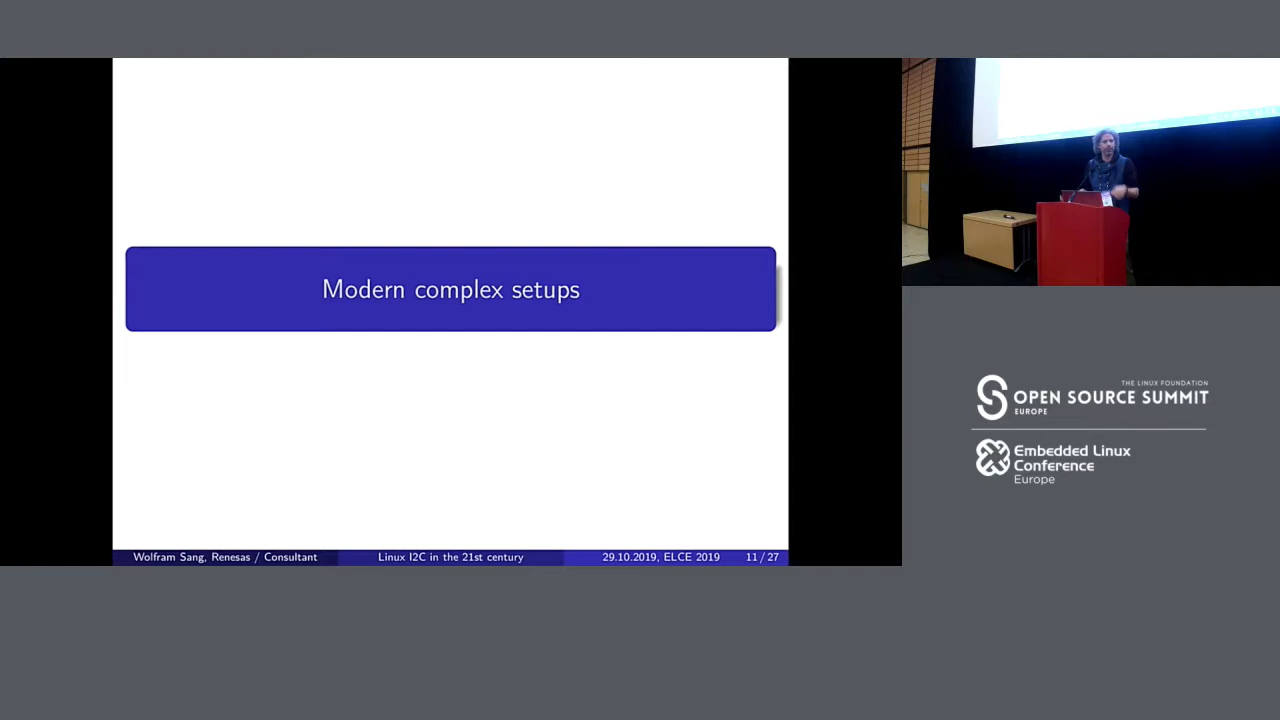 Modern complex setups
Wolfram Sang, Renesas / Consultant
Linux I2C in the 21st century
29.10.2019, ELCE 2019
11 / 27
THE LINUX FOUNDATION
OPEN SOURCE SUMMIT
EUROPE
Embedded Linux
Conference
Europe